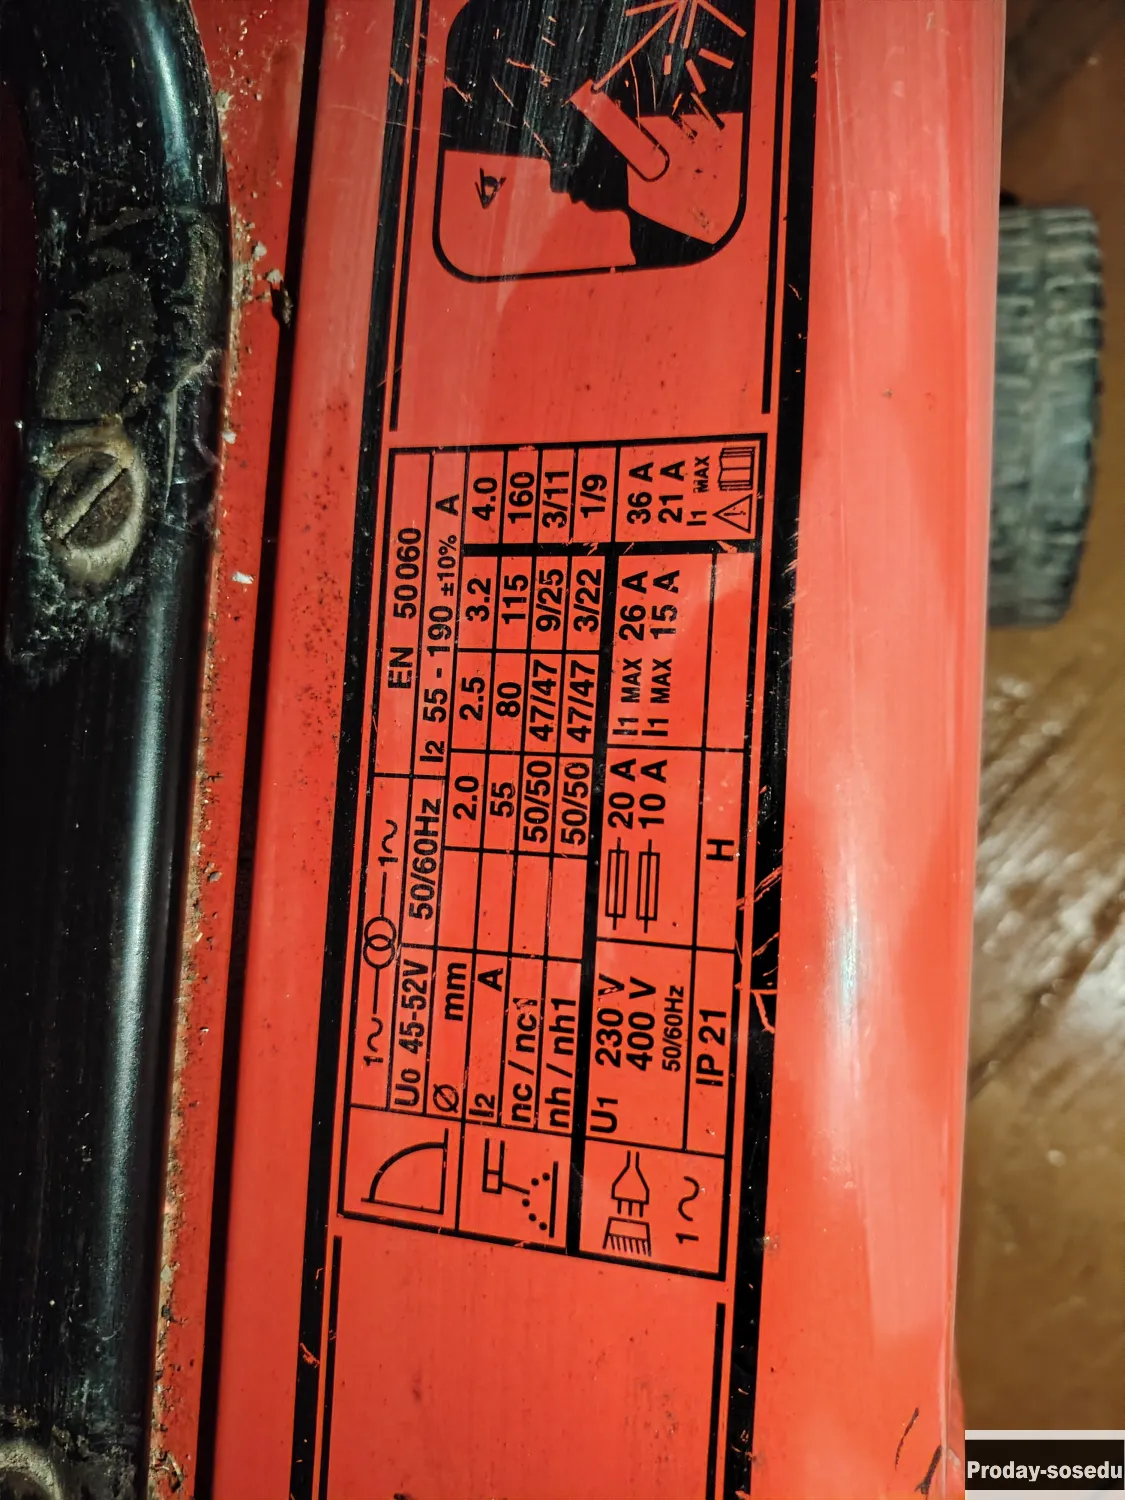 1~ 1~ EN 50 060
U0 45-52V 50/60Hz I2 55 - 190 ±10% A
Ø mm 2.0 2.5 3.2 4.0
I2 A 55 80 115 160
nc / nc1 50/50 47/47 9/25 3/11
nh / nh1 50/50 47/47 3/22 1/9
U1 230 V 20 A I1 MAX 26 A 36 A
400 V 10 A I1 MAX 15 A 21 A
1~ 50/60Hz I1 MAX
IP 21 H
Proday-sosedu